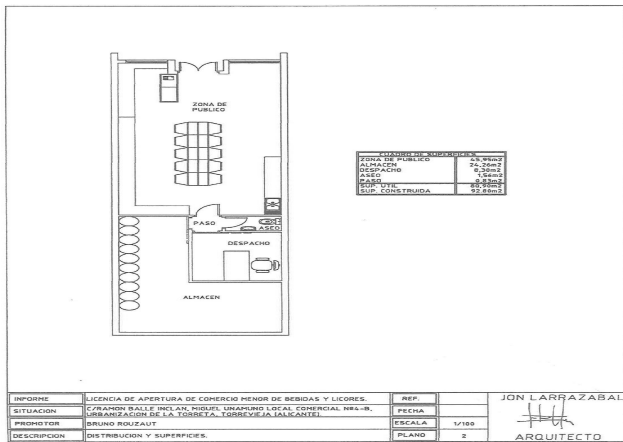 ZONA DE
PUBLICO
PASO
ASEO
DESPACHO
ALMACEN
CUADRO DE SUPERFICIES
ZONA DE PUBLICO 45,95m2
ALMACEN 24,26m2
DESPACHO 8,30m2
ASEO 1,56m2
PASO 0,83m2
SUP. UTIL 80,90m2
SUP. CONSTRUIDA 92.80m2
INFORME LICENCIA DE APERTURA DE COMERCIO MENOR DE BEBIDAS Y LICORES. REF.
SITUACION C/RAMON BALLE INCLAN, MIGUEL UNAMUNO LOCAL COMERCIAL Nº4-B,
URBANIZACION DE LA TORRETA, TORREVIEJA (ALICANTE). FECHA
PROMOTOR BRUNO ROUZAUT ESCALA 1/100
DESCRIPCION DISTRIBUCION Y SUPERFICIES. PLANO 2
JON LARRAZABAL
ARQUITECTO